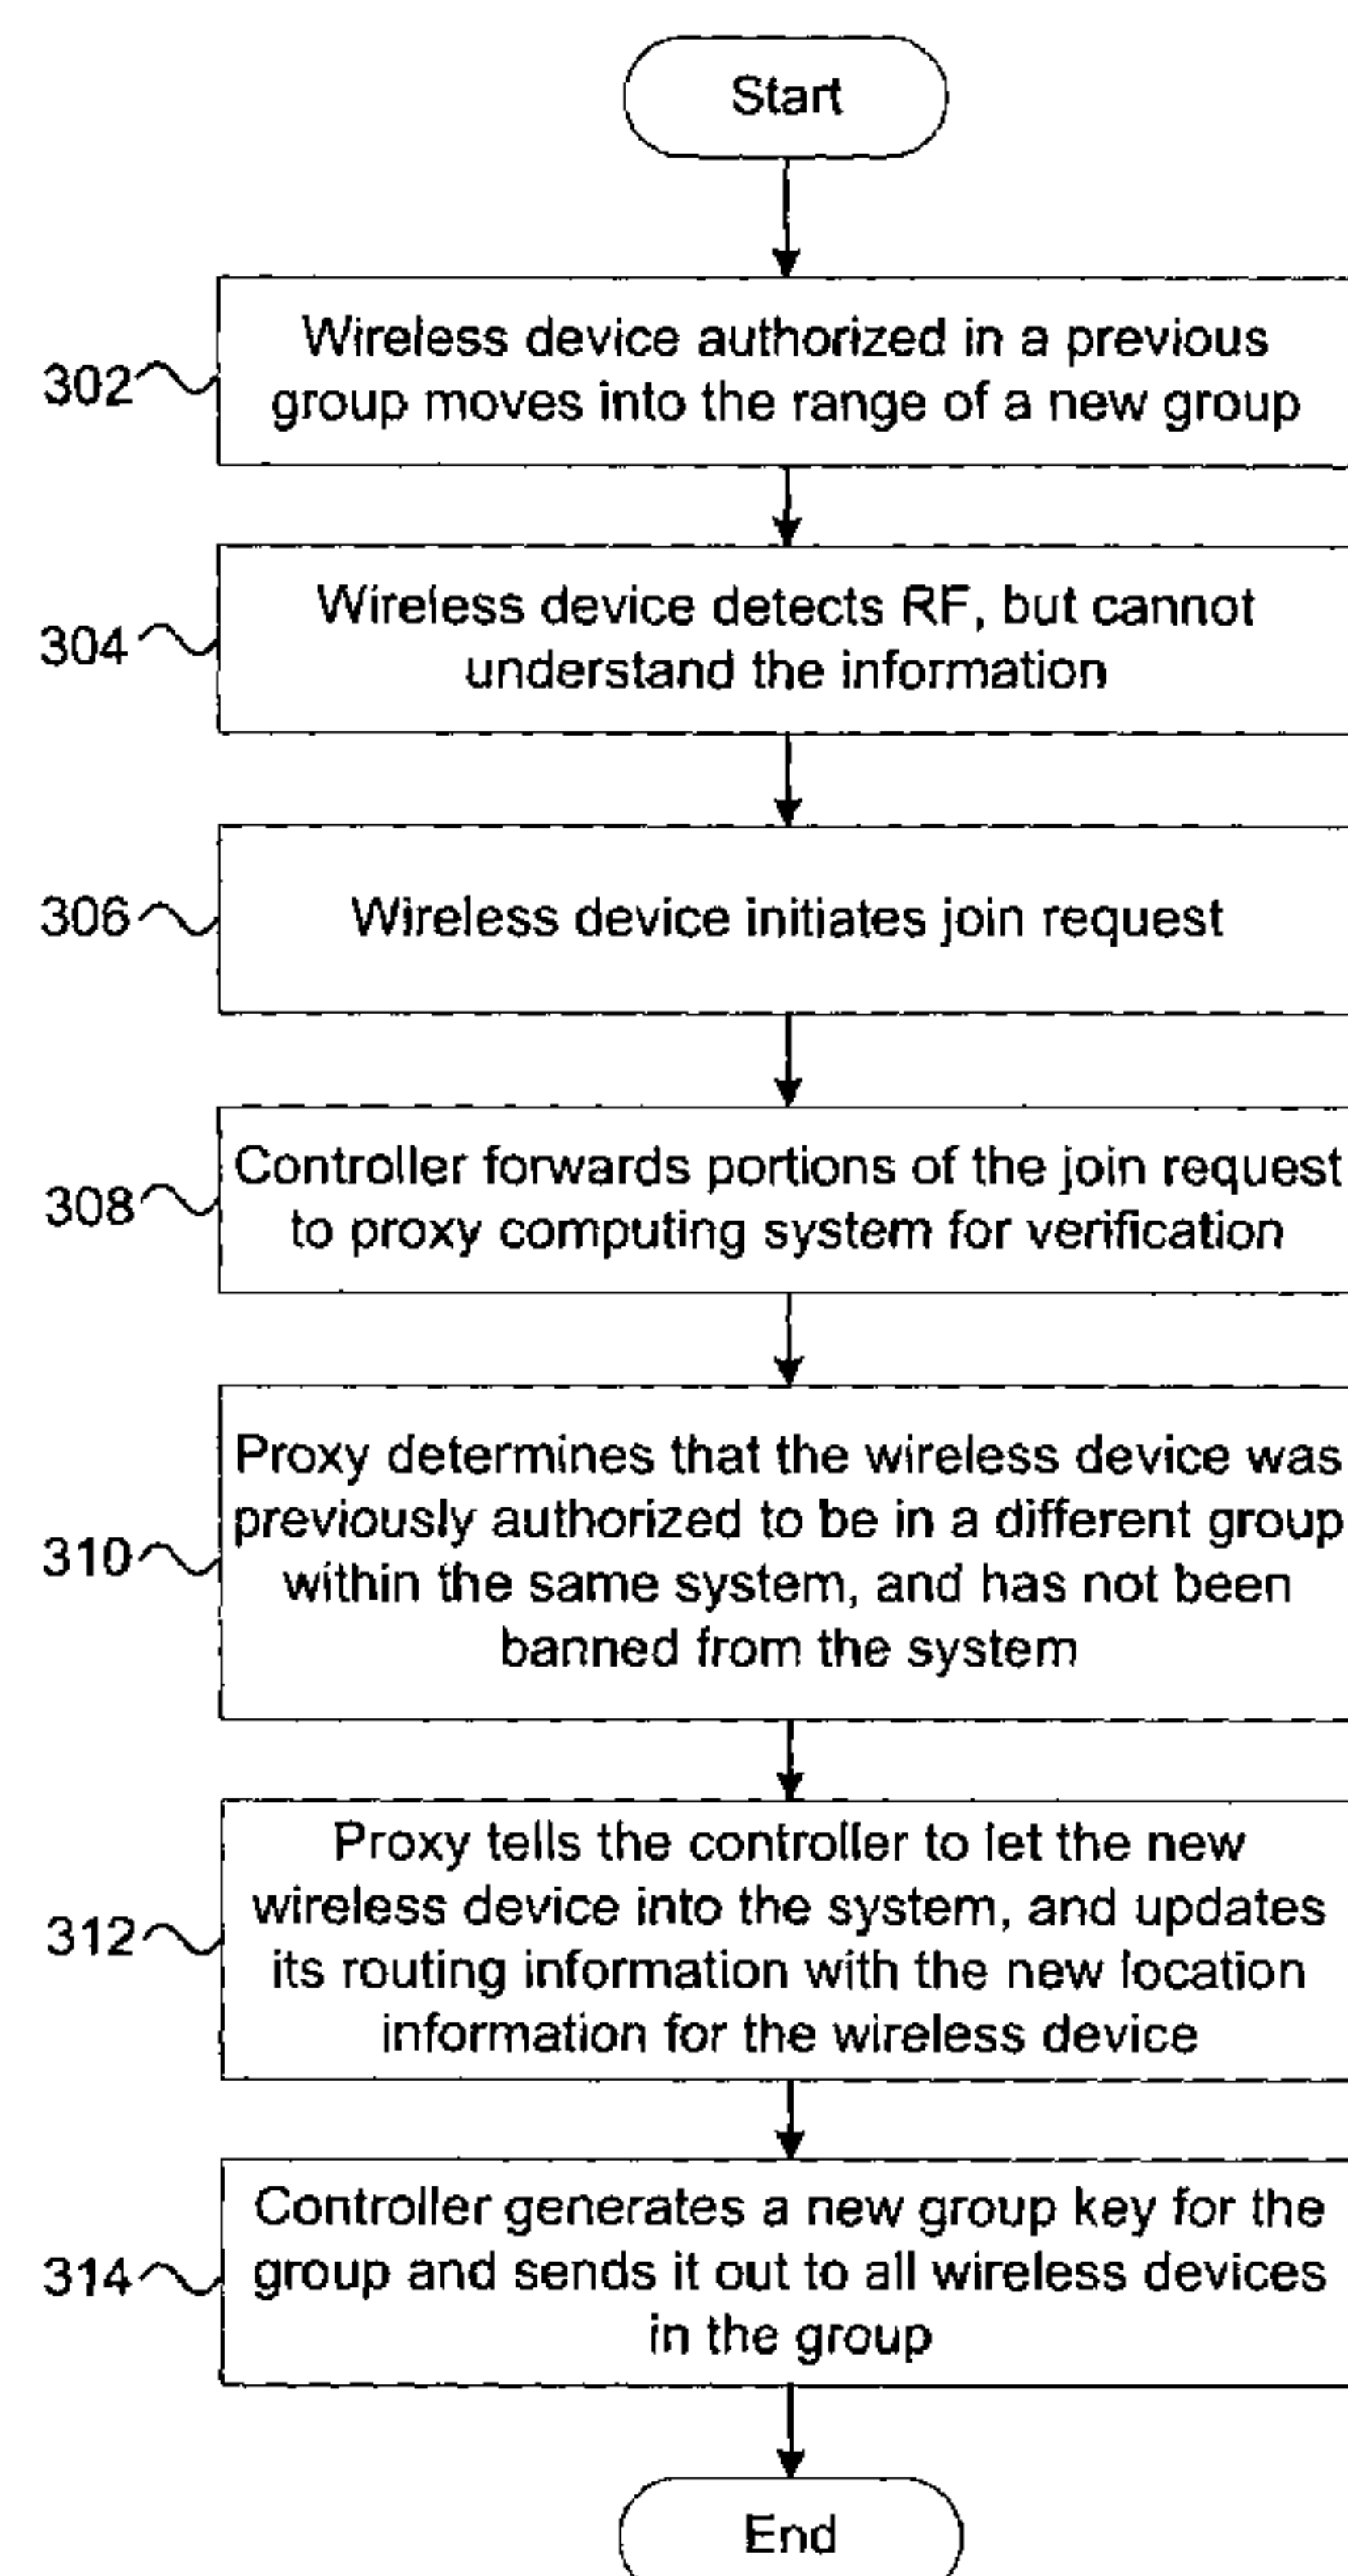 Start
Wireless device authorized in a previous
group moves into the range of a new group
302
Wireless device detects RF, but cannot
understand the information
304
Wireless device initiates join request
306
Controller forwards portions of the join request
to proxy computing system for verification
308
Proxy determines that the wireless device was
previously authorized to be in a different group
within the same system, and has not been
banned from the system
310
Proxy tells the controller to let the new
wireless device into the system, and updates
its routing information with the new location
information for the wireless device
312
Controller generates a new group key for the
group and sends it out to all wireless devices
in the group
314
End